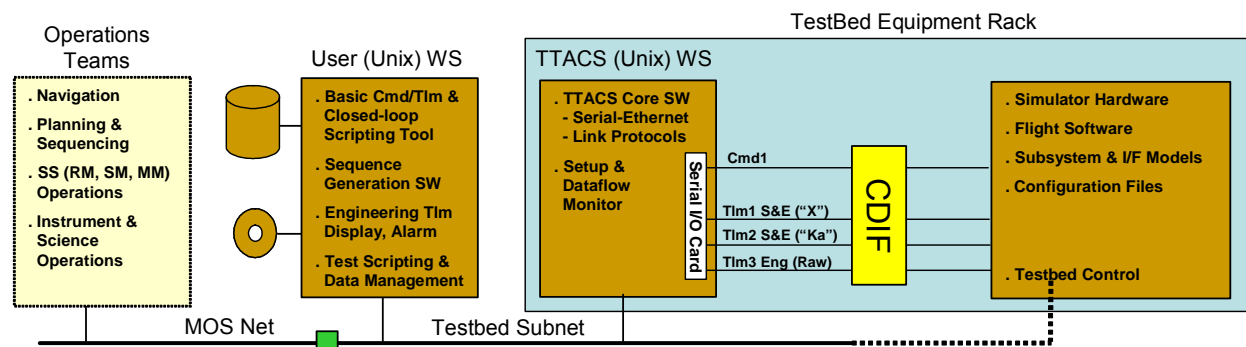 TestBed Equipment Rack
Operations
Teams
. Navigation
. Planning &
Sequencing
. SS (RM, SM, MM)
Operations
. Instrument &
Science
Operations
User (Unix) WS
. Basic Cmd/Tlm &
Closed-loop
Scripting Tool
. Sequence
Generation SW
. Engineering Tlm
Display, Alarm
. Test Scripting &
Data Management
TTACS (Unix) WS
. TTACS Core SW
- Serial-Ethernet
- Link Protocols
. Setup &
Dataflow
Monitor
Serial I/O Card
Cmd1
Tlm1 S&E (“X”)
Tlm2 S&E (“Ka”)
Tlm3 Eng (Raw)
CDIF
. Simulator Hardware
. Flight Software
. Subsystem & I/F Models
. Configuration Files
. Testbed Control
MOS Net
Testbed Subnet